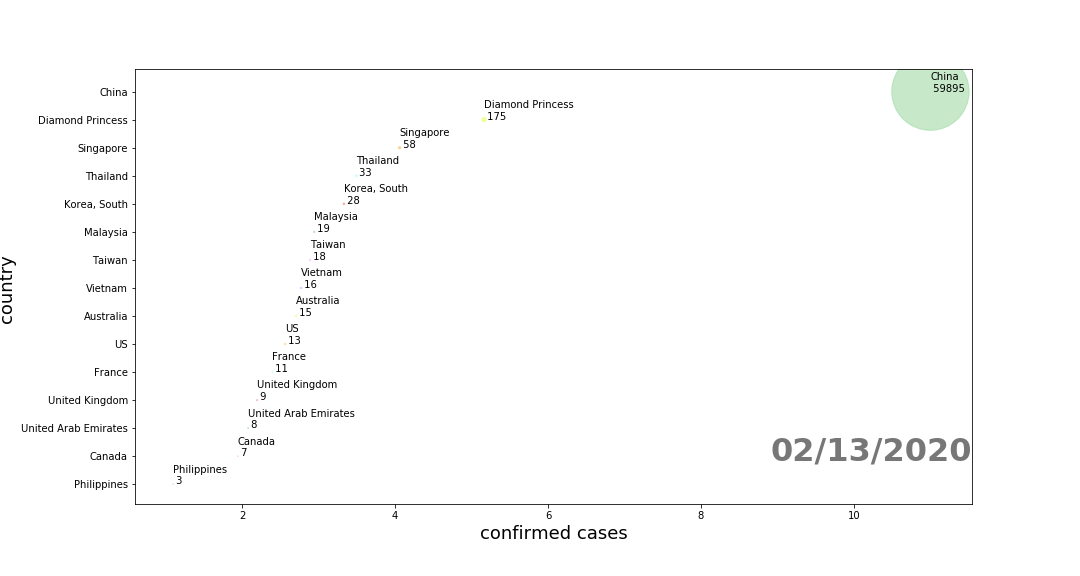 China
Diamond Princess
Singapore
Thailand
Korea, South
Malaysia
Taiwan
Vietnam
Australia
US
France
United Kingdom
United Arab Emirates
Canada
Philippines
country
China
59895
Diamond Princess
175
Singapore
58
Thailand
33
Korea, South
28
Malaysia
19
Taiwan
18
Vietnam
16
Australia
15
US
13
France
11
United Kingdom
9
United Arab Emirates
8
Canada
7
Philippines
3
02/13/2020
2 4 6 8 10
confirmed cases